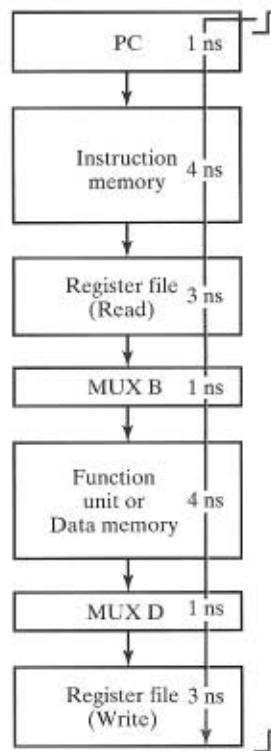 PC 1 ns
Instruction
memory 4 ns
Register file
(Read) 3 ns
MUX B 1 ns
Function
unit or 4 ns
Data memory
MUX D 1 ns
Register file 3 ns
(Write)